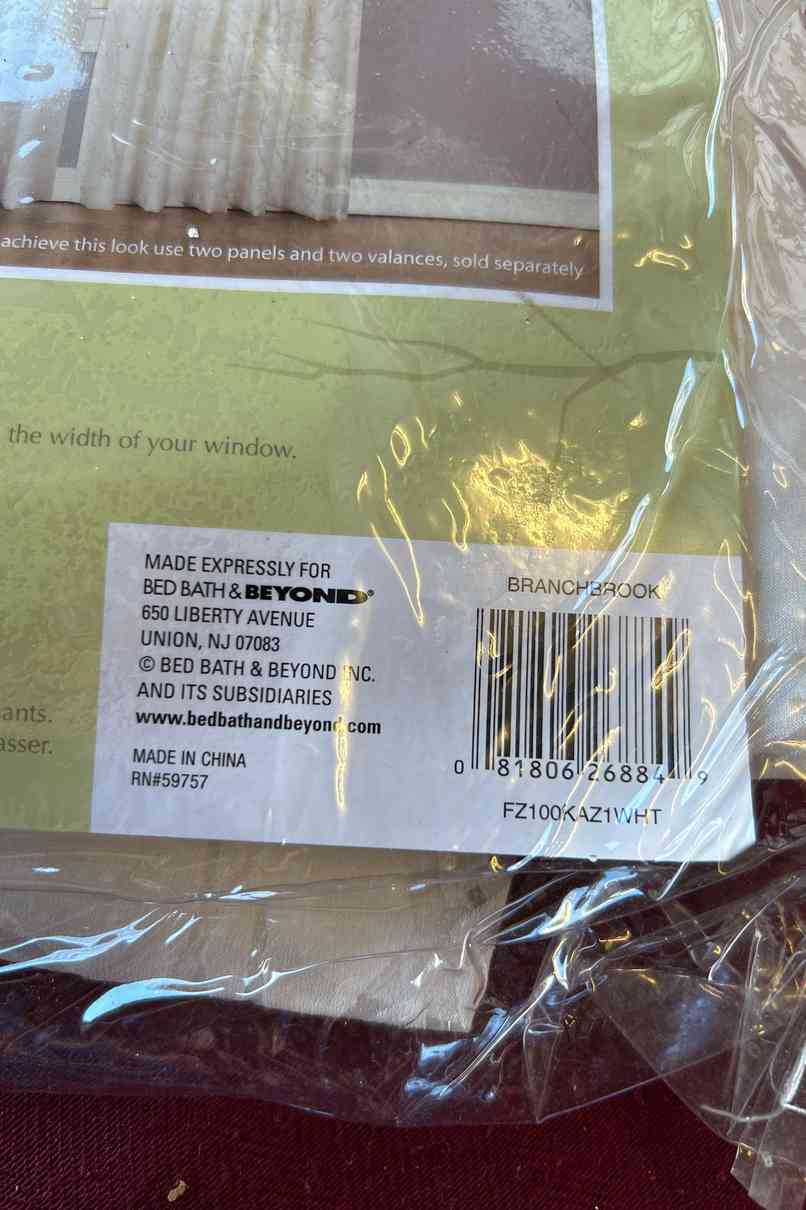 achieve this look use two panels and two valances, sold separately
the width of your window.
ants.
asser.
MADE EXPRESSLY FOR
BED BATH & BEYOND®
650 LIBERTY AVENUE
UNION, NJ 07083
© BED BATH & BEYOND INC.
AND ITS SUBSIDIARIES
www.bedbathandbeyond.com
MADE IN CHINA
RN#59757
BRANCHBROOK
0 81806 26884 9
FZ100KAZ1WHT